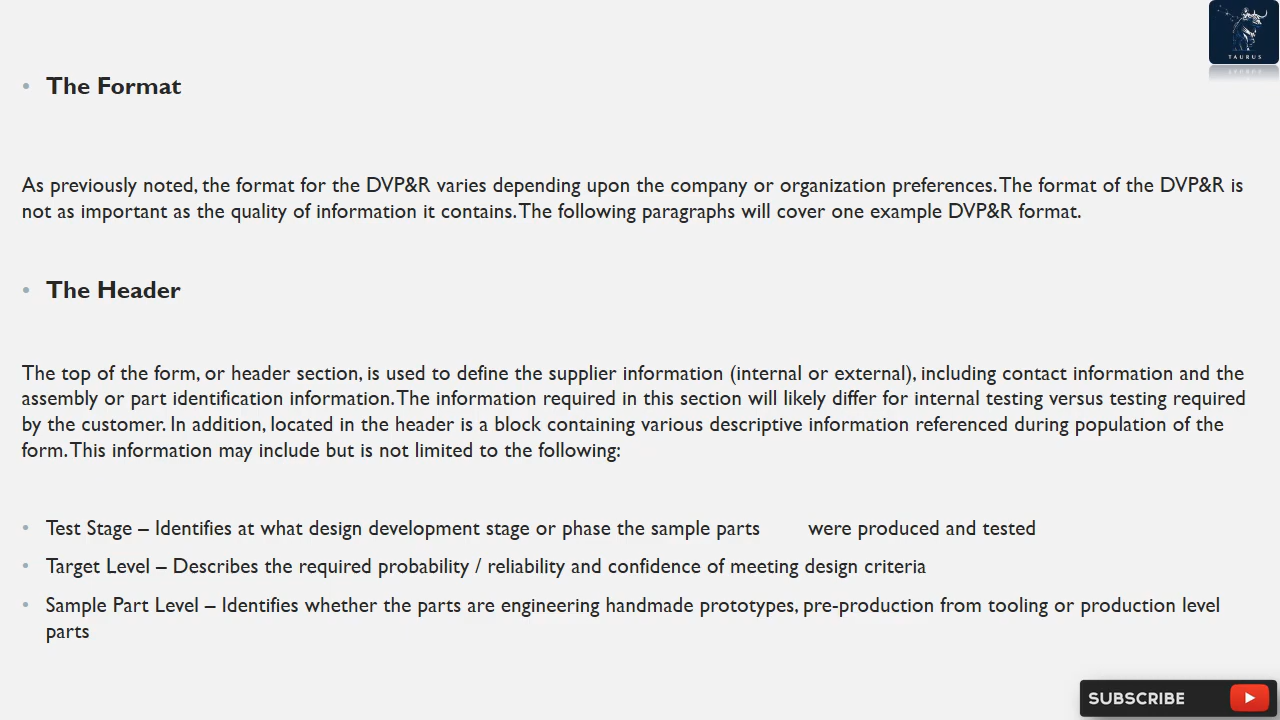 TAURUS
• The Format
As previously noted, the format for the DVP&R varies depending upon the company or organization preferences. The format of the DVP&R is
not as important as the quality of information it contains. The following paragraphs will cover one example DVP&R format.
• The Header
The top of the form, or header section, is used to define the supplier information (internal or external), including contact information and the
assembly or part identification information. The information required in this section will likely differ for internal testing versus testing required
by the customer. In addition, located in the header is a block containing various descriptive information referenced during population of the
form. This information may include but is not limited to the following:
• Test Stage – Identifies at what design development stage or phase the sample parts were produced and tested
• Target Level – Describes the required probability / reliability and confidence of meeting design criteria
• Sample Part Level – Identifies whether the parts are engineering handmade prototypes, pre-production from tooling or production level
parts
SUBSCRIBE